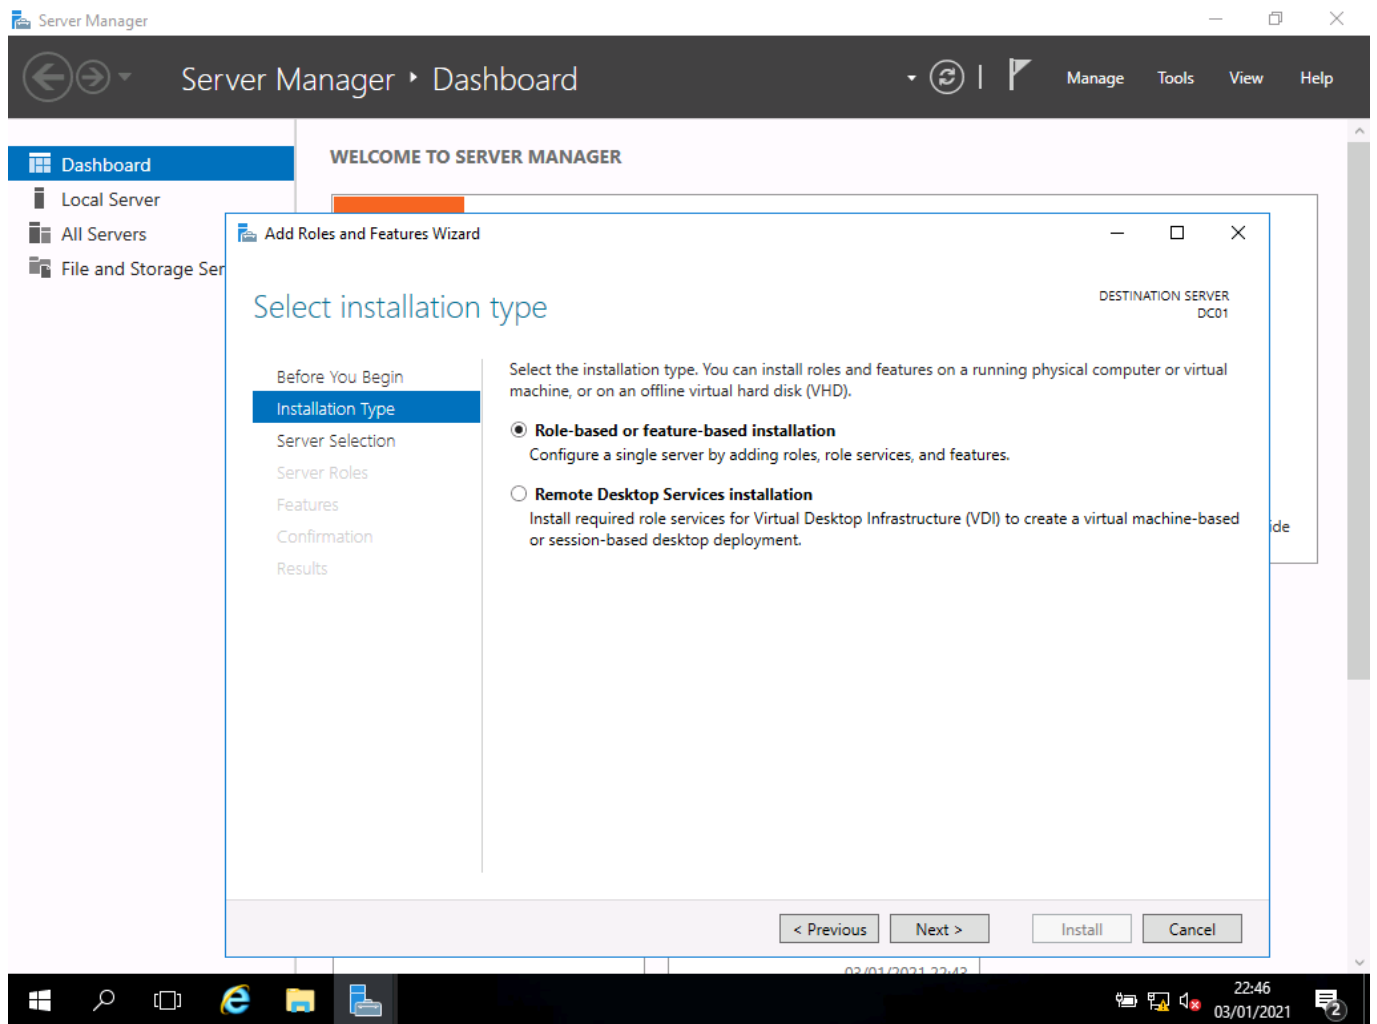 Server Manager
Server Manager • Dashboard
Manage Tools View Help
Dashboard
Local Server
All Servers
File and Storage Ser
WELCOME TO SERVER MANAGER
Add Roles and Features Wizard
Select installation type
DESTINATION SERVER
DC01
Before You Begin
Installation Type
Server Selection
Server Roles
Features
Confirmation
Results
Select the installation type. You can install roles and features on a running physical computer or virtual
machine, or on an offline virtual hard disk (VHD).
Role-based or feature-based installation
Configure a single server by adding roles, role services, and features.
Remote Desktop Services installation
Install required role services for Virtual Desktop Infrastructure (VDI) to create a virtual machine-based
or session-based desktop deployment.
ide
< Previous Next > Install Cancel
03/01/2021 22:43
22:46
03/01/2021
2